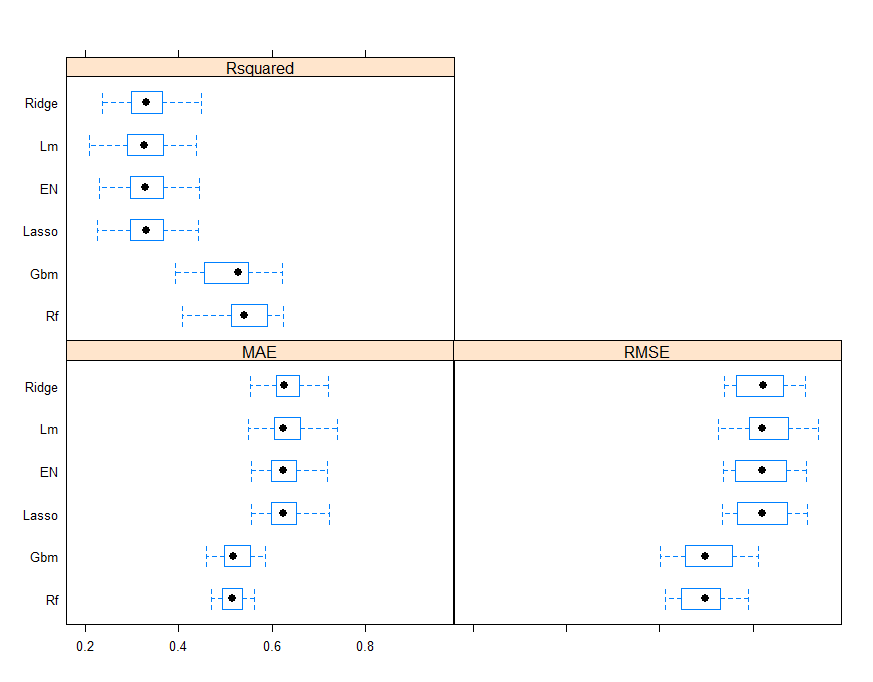 Rsquared
Ridge
Lm
EN
Lasso
Gbm
Rf
MAE
RMSE
Ridge
Lm
EN
Lasso
Gbm
Rf
0.2 0.4 0.6 0.8